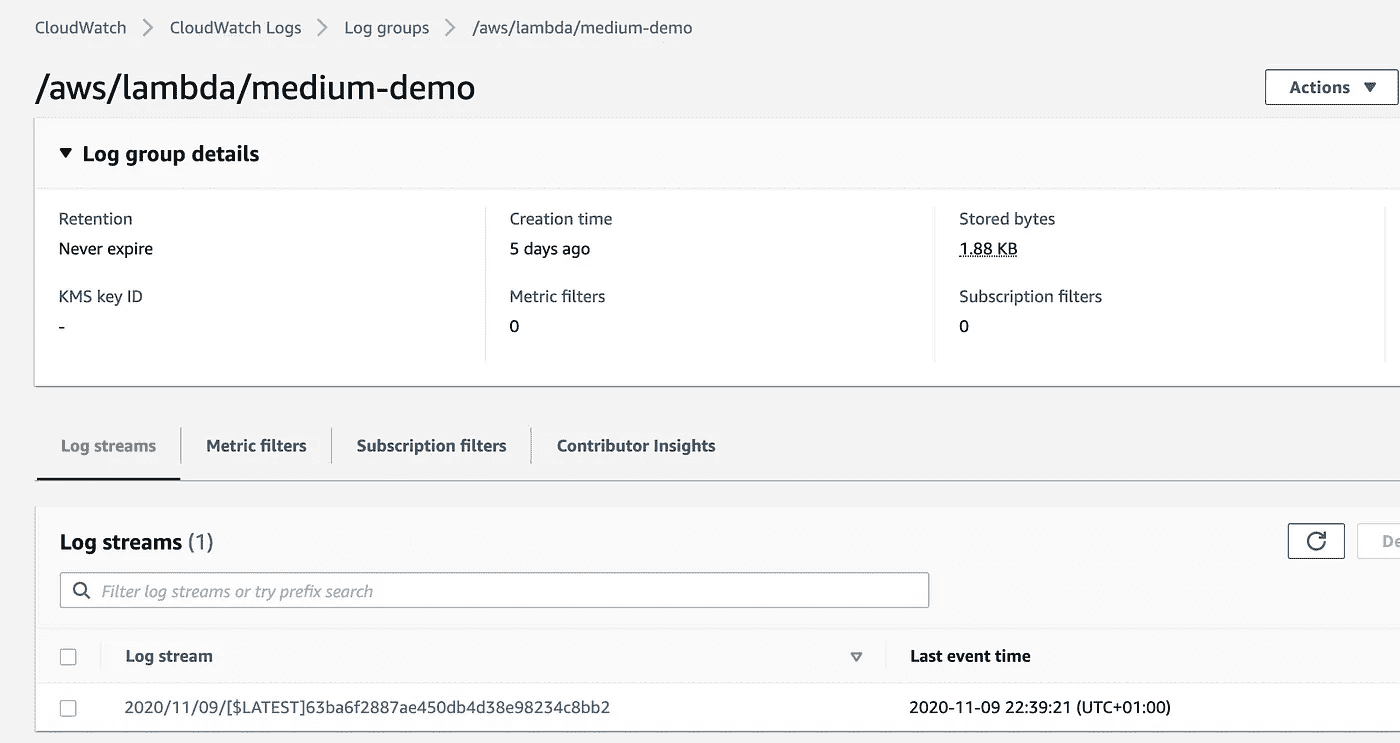 CloudWatch > CloudWatch Logs > Log groups > /aws/lambda/medium-demo
/aws/lambda/medium-demo
Actions ▼
▼ Log group details
Retention
Never expire
KMS key ID
-
Creation time
5 days ago
Metric filters
0
Stored bytes
1.88 KB
Subscription filters
0
Log streams
Metric filters
Subscription filters
Contributor Insights
Log streams (1)
De
Filter log streams or try prefix search
Log stream
Last event time
2020/11/09/[$LATEST]63ba6f2887ae450db4d38e98234c8bb2
2020-11-09 22:39:21 (UTC+01:00)